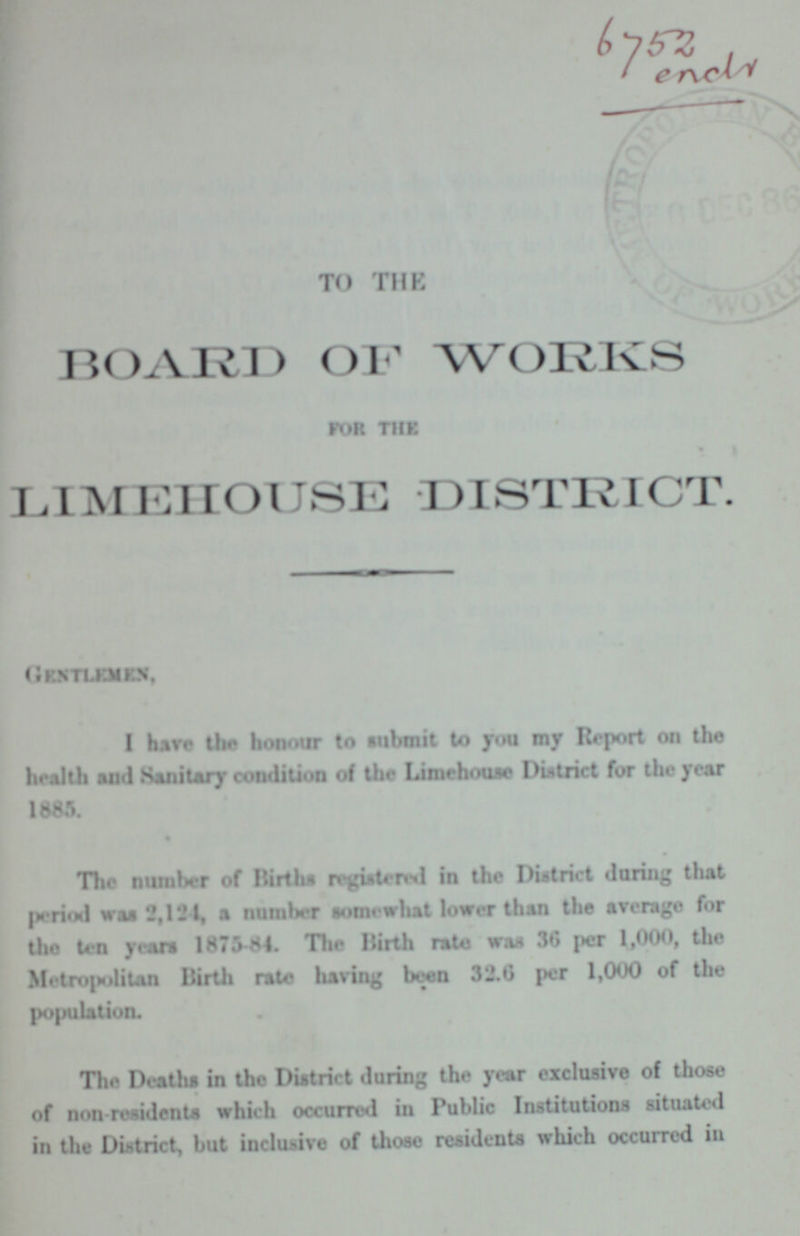 6752
encl
METROPOLITAN B
DEC 86
OF WORK
TO THE
BOARD OF WORKS
FOR THE
LIMEHOUSE DISTRICT.
GENTLEMEN,
I have the honour to submit to you my Report on the
health and Sanitary condition of the Limehouse District for the year
1885.
The number of Births registered in the District during that
period was 2,124, a number somewhat lower than the average for
the ten years 1875-84. The Birth rate was 36 per 1,000, the
Metropolitan Birth rate having been 32.6 per 1,000 of the
population.
The Deaths in the District during the year exclusive of those
of non-residents which occurred in Public Institutions situated
in the District, but inclusive of those residents which occurred in